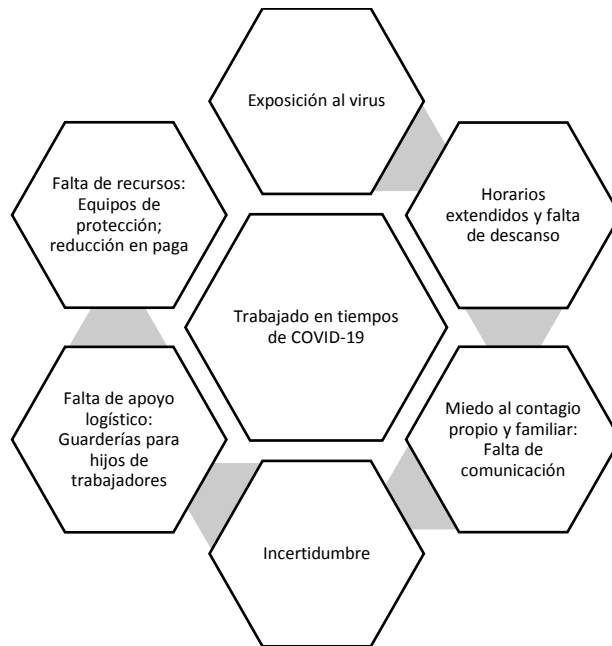 Exposición al virus
Falta de recursos:
Equipos de
protección;
reducción en paga
Horarios
extendidos y falta
de descanso
Trabajado en tiempos
de COVID-19
Falta de apoyo
logístico:
Guarderías para
hijos de
trabajadores
Miedo al contagio
propio y familiar:
Falta de
comunicación
Incertidumbre